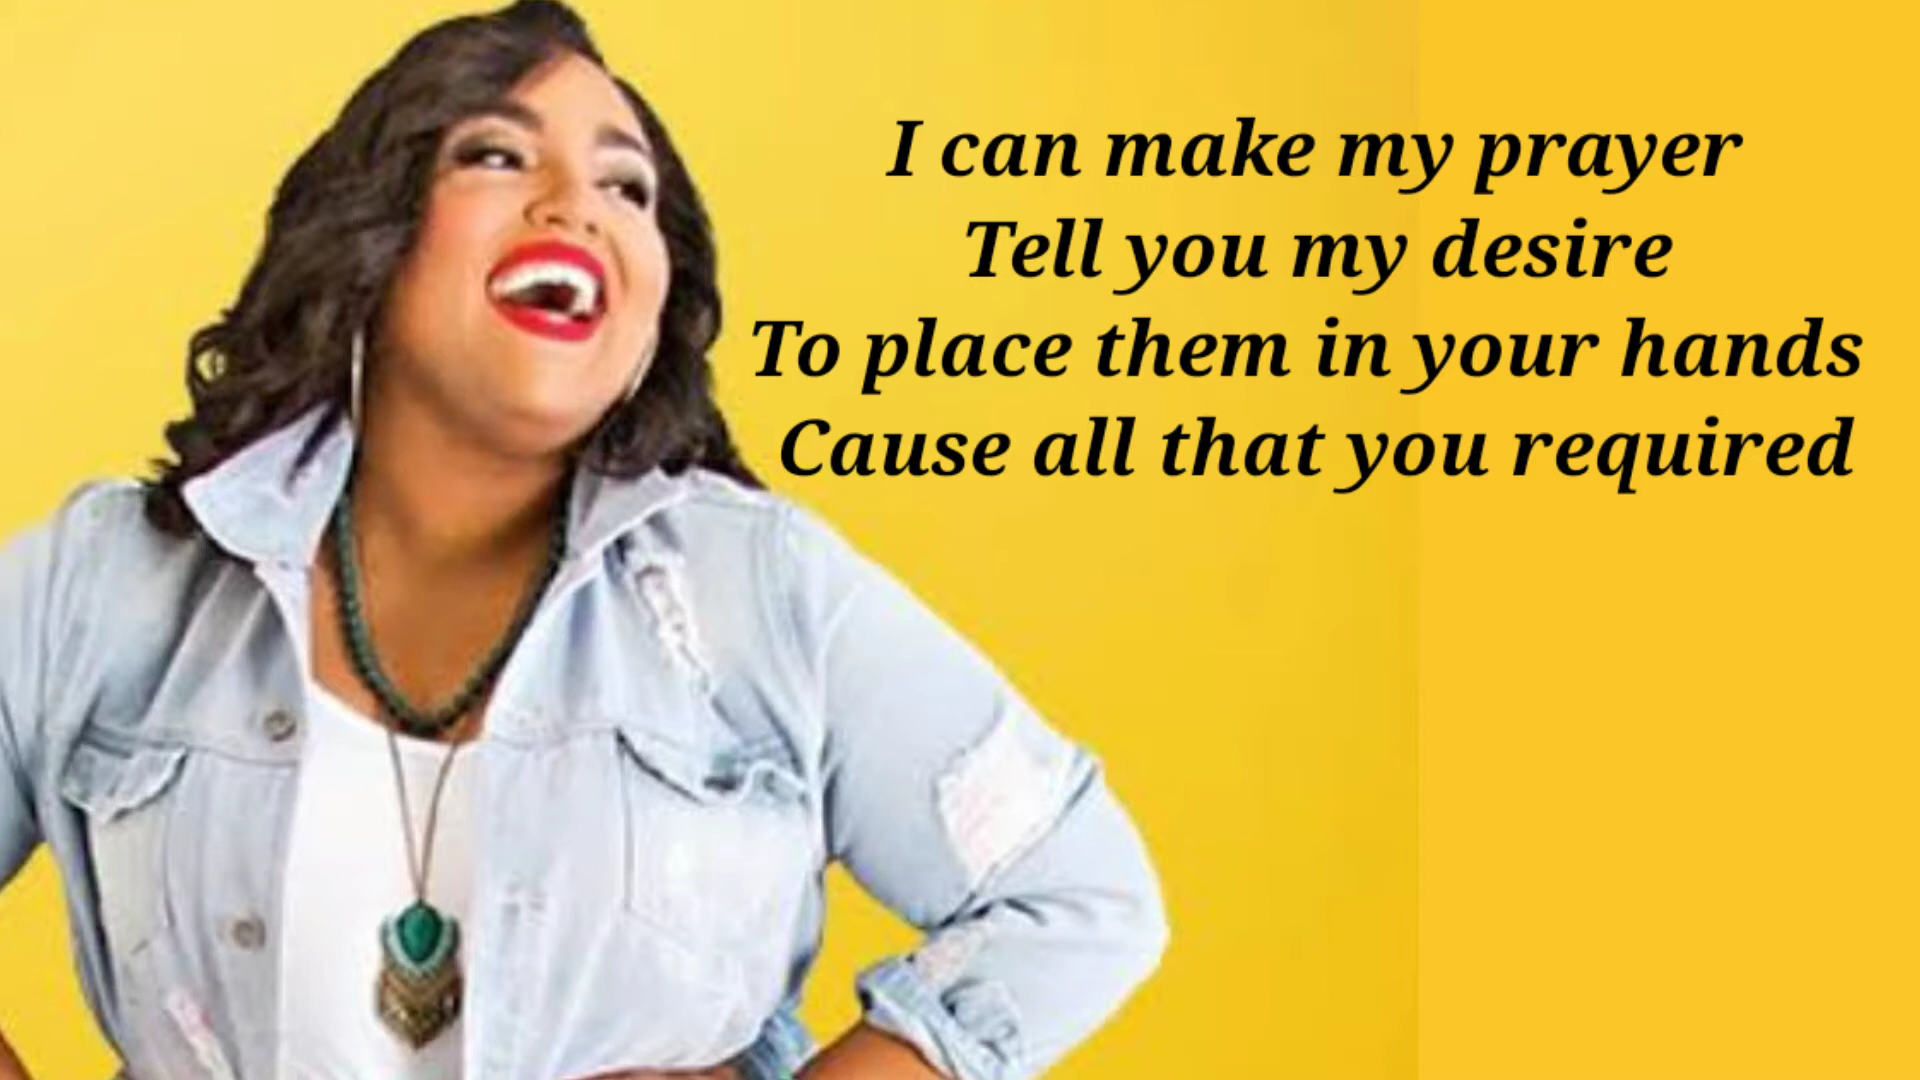 I can make my prayer
Tell you my desire
To place them in your hands
Cause all that you required